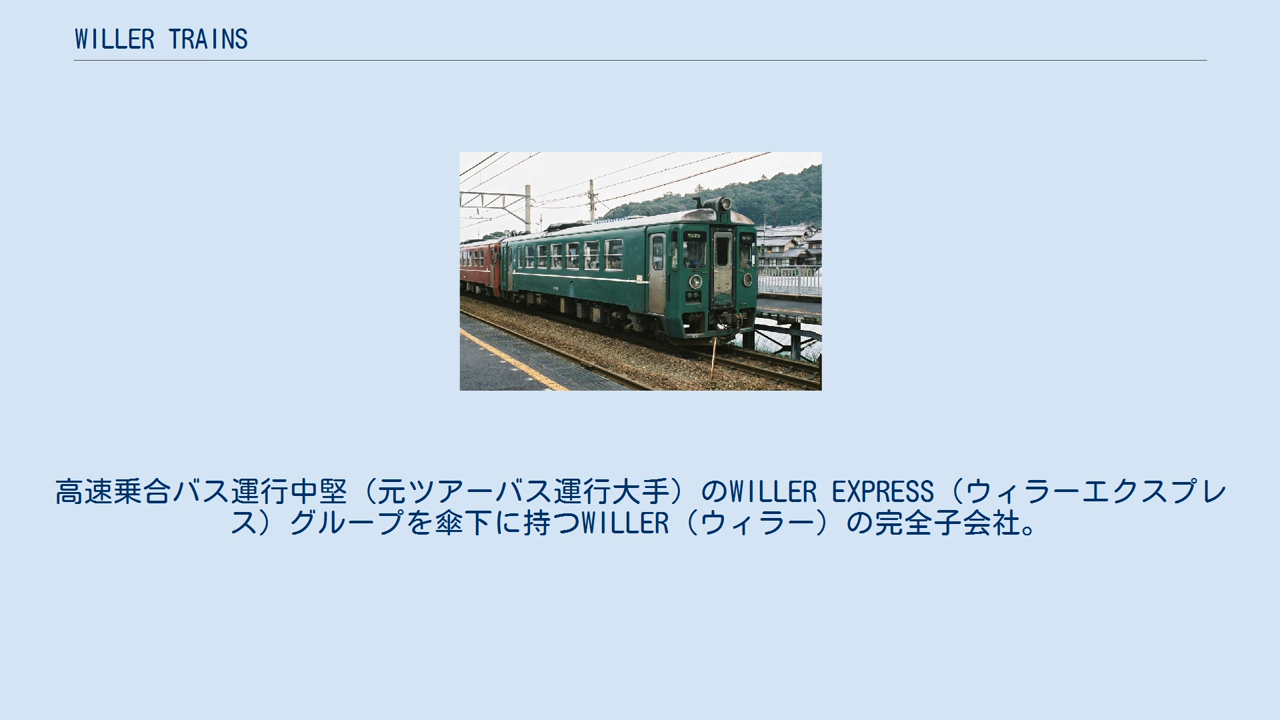 WILLER TRAINS
高速乗合バス運行中堅（元ツアーバス運行大手）のWILLER EXPRESS（ウィラーエクスプレ
ス）グループを傘下に持つWILLER（ウィラー）の完全子会社。